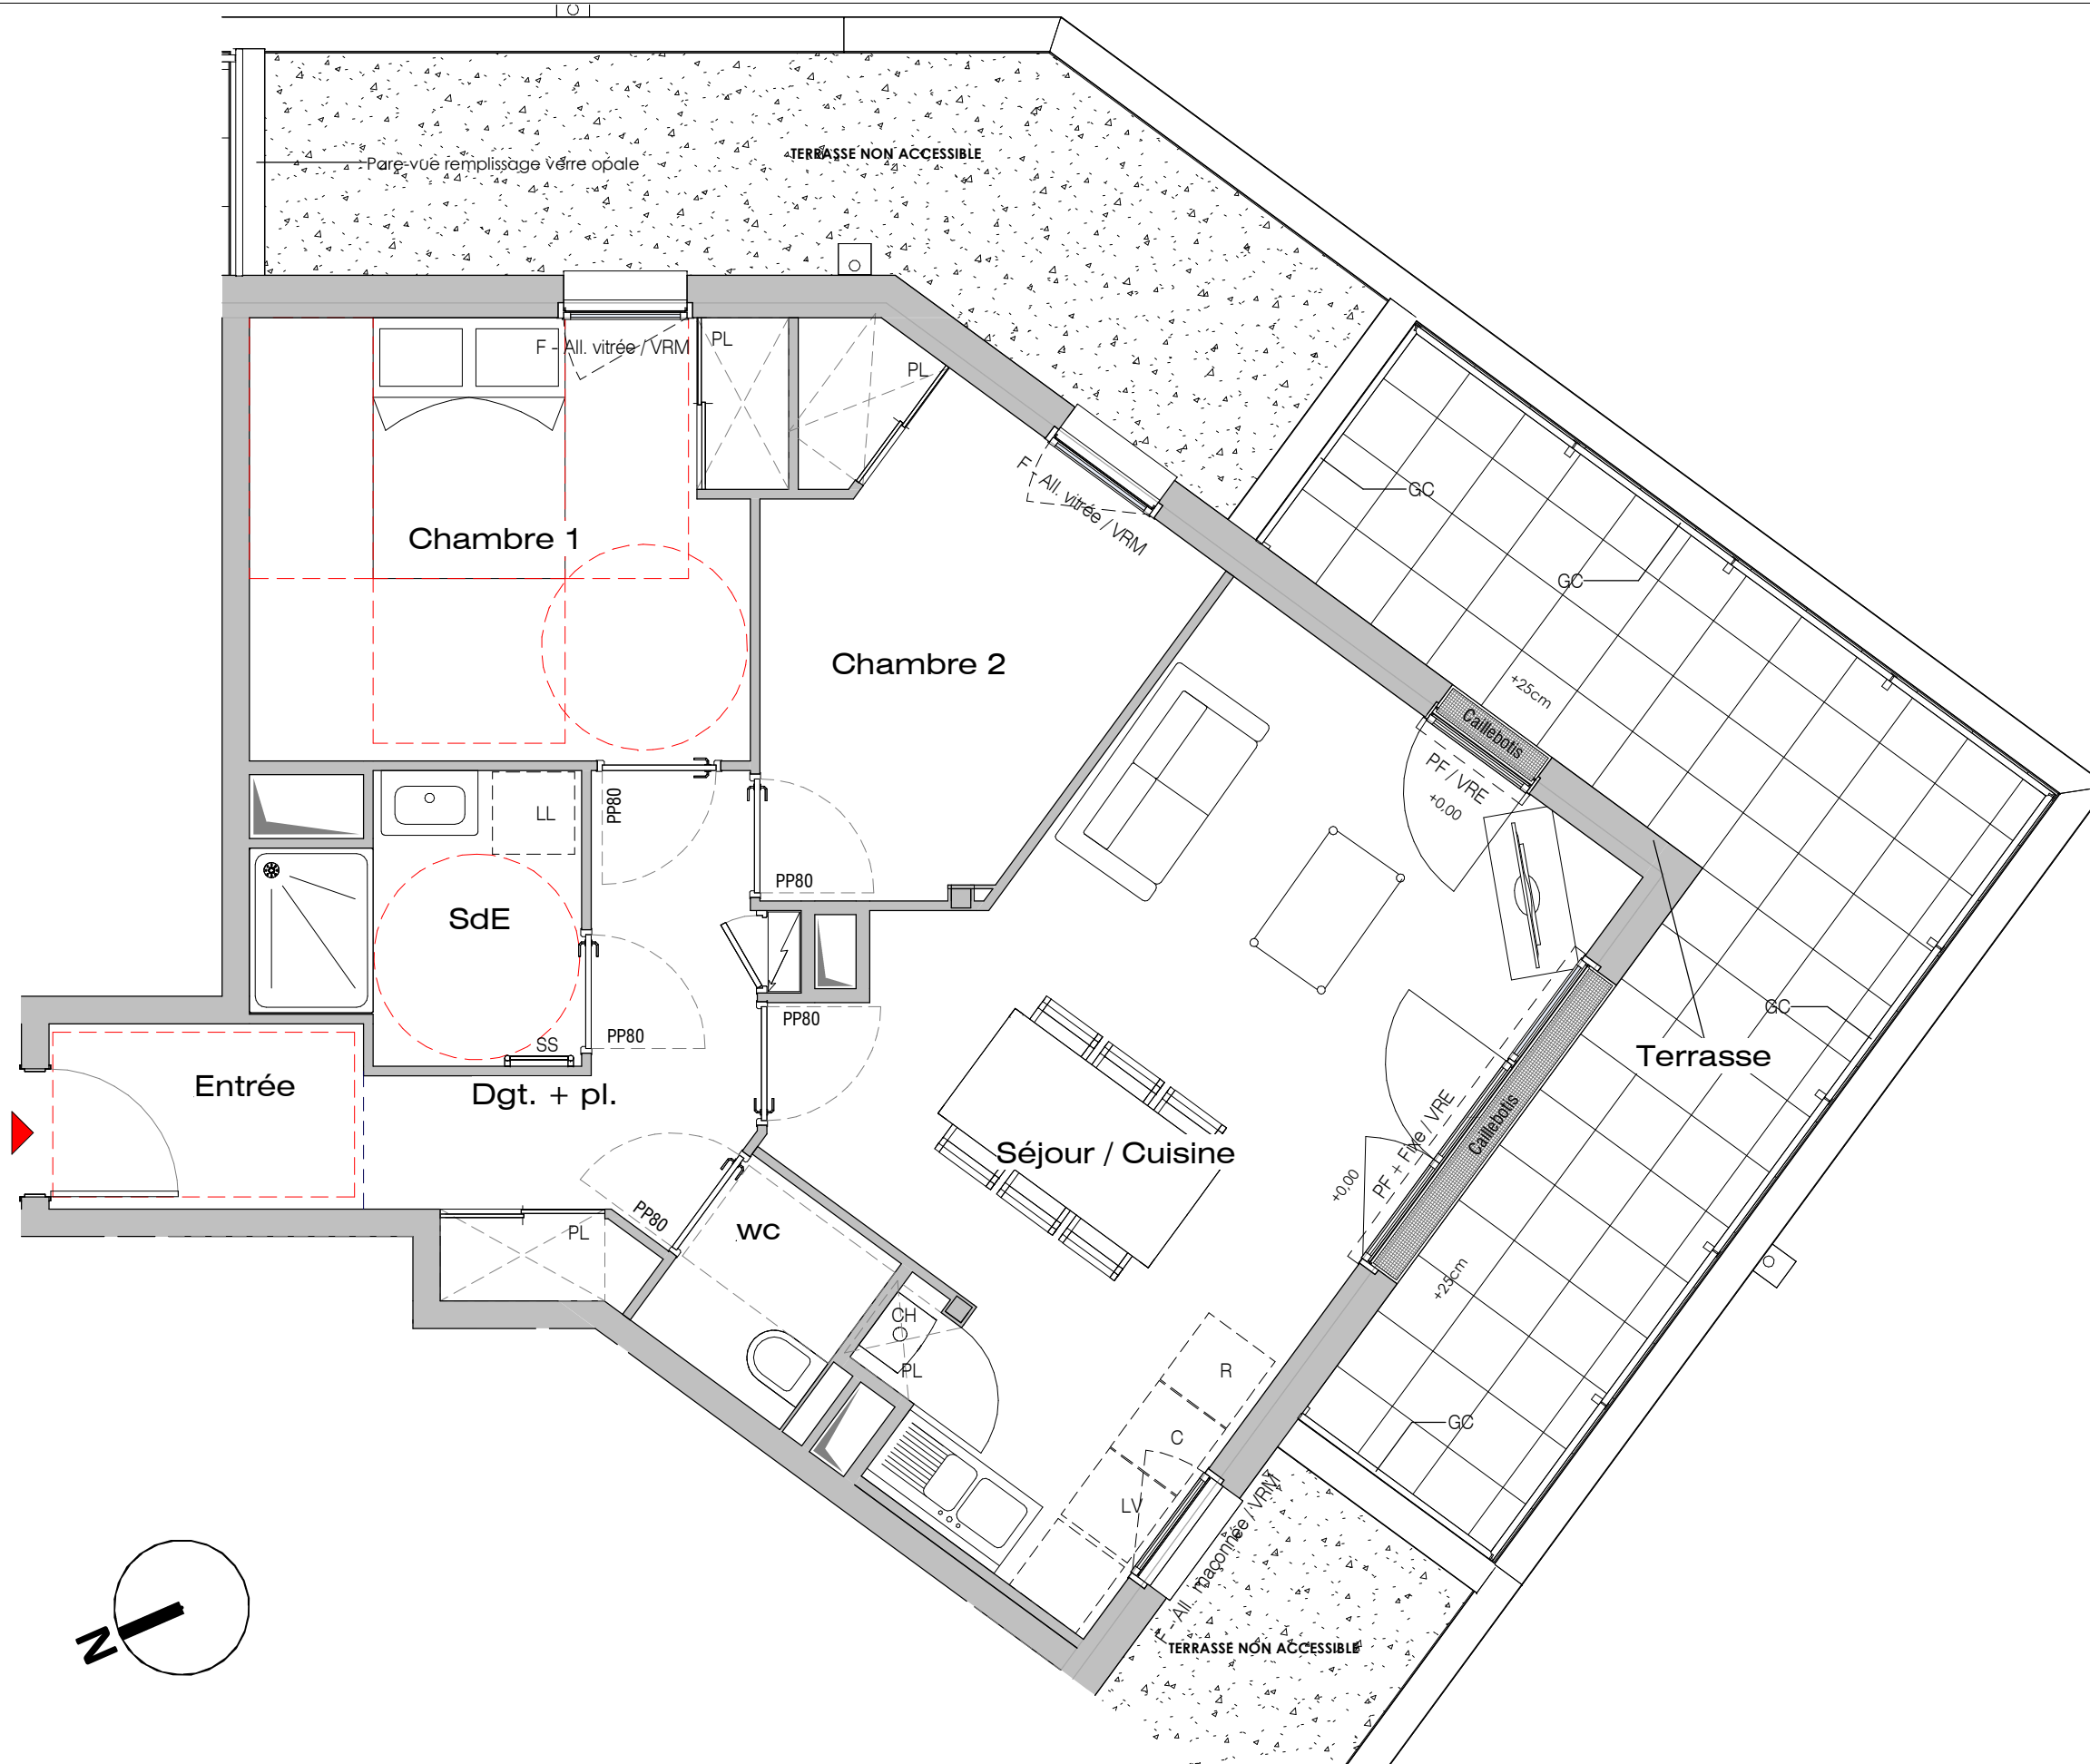 TERRASSE NON ACCESSIBLE
Pare-vue remplissage verre opale
F - All. vitrée / VRM
PL
PL
GC
F - All. vitrée / VRM
Chambre 1
GC
Chambre 2
+25cm
Caillebotis
PF / VRE
+0,00
LL
PP80
PP80
SdE
GC
PP80
PP80
SS
Terrasse
Entrée
Dgt. + pl.
Caillebotis
PF + Fixe / VRE
Séjour / Cuisine
+0,00
PP80
wc
PL
+25cm
CH
PL
R
GC
C
LV
F - All. maçonnée / VRM
N
TERRASSE NON ACCESSIBLE